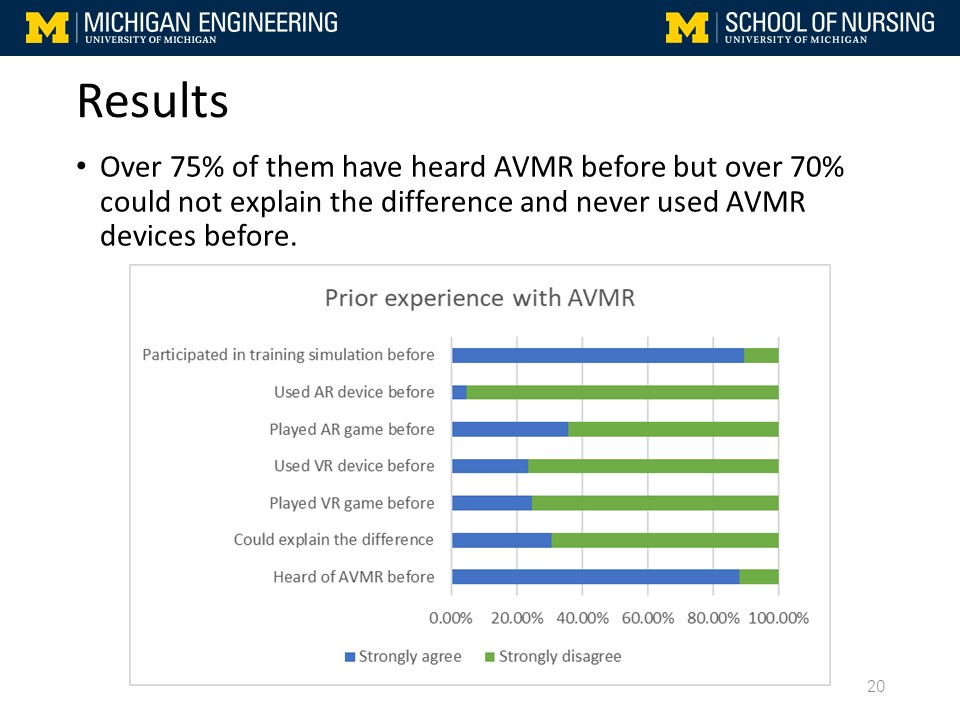 M MICHIGAN ENGINEERING
UNIVERSITY OF MICHIGAN
M SCHOOL OF NURSING
UNIVERSITY OF MICHIGAN
Results
• Over 75% of them have heard AVMR before but over 70%
could not explain the difference and never used AVMR
devices before.
Prior experience with AVMR
Participated in training simulation before
Used AR device before
Played AR game before
Used VR device before
Played VR game before
Could explain the difference
Heard of AVMR before
0.00% 20.00% 40.00% 60.00% 80.00% 100.00%
Strongly agree Strongly disagree
20